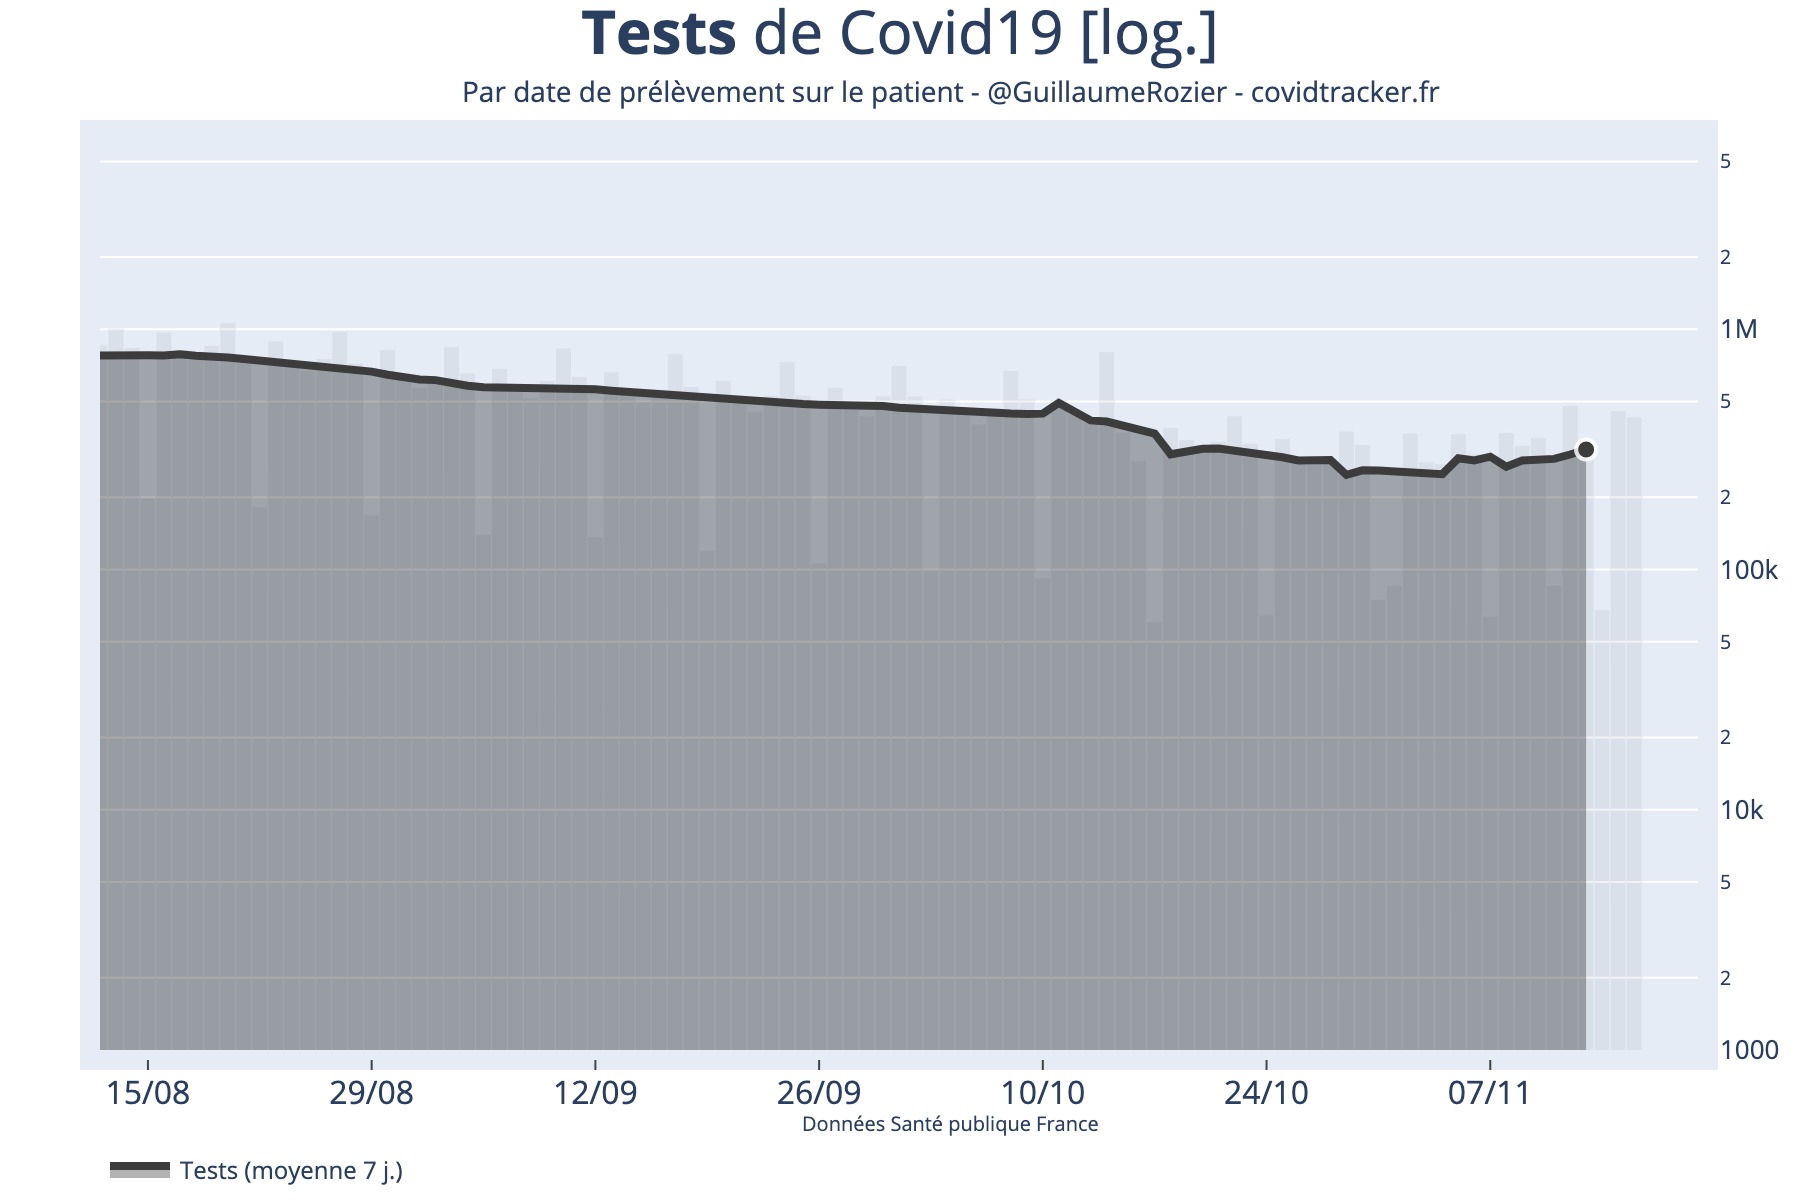 Tests de Covid19 [log.]
Par date de prélèvement sur le patient - @GuillaumeRozier - covidtracker.fr
5
2
1M
5
2
100k
5
2
10k
5
2
1000
15/08 29/08 12/09 26/09 10/10 24/10 07/11
Données Santé publique France
Tests (moyenne 7 j.)